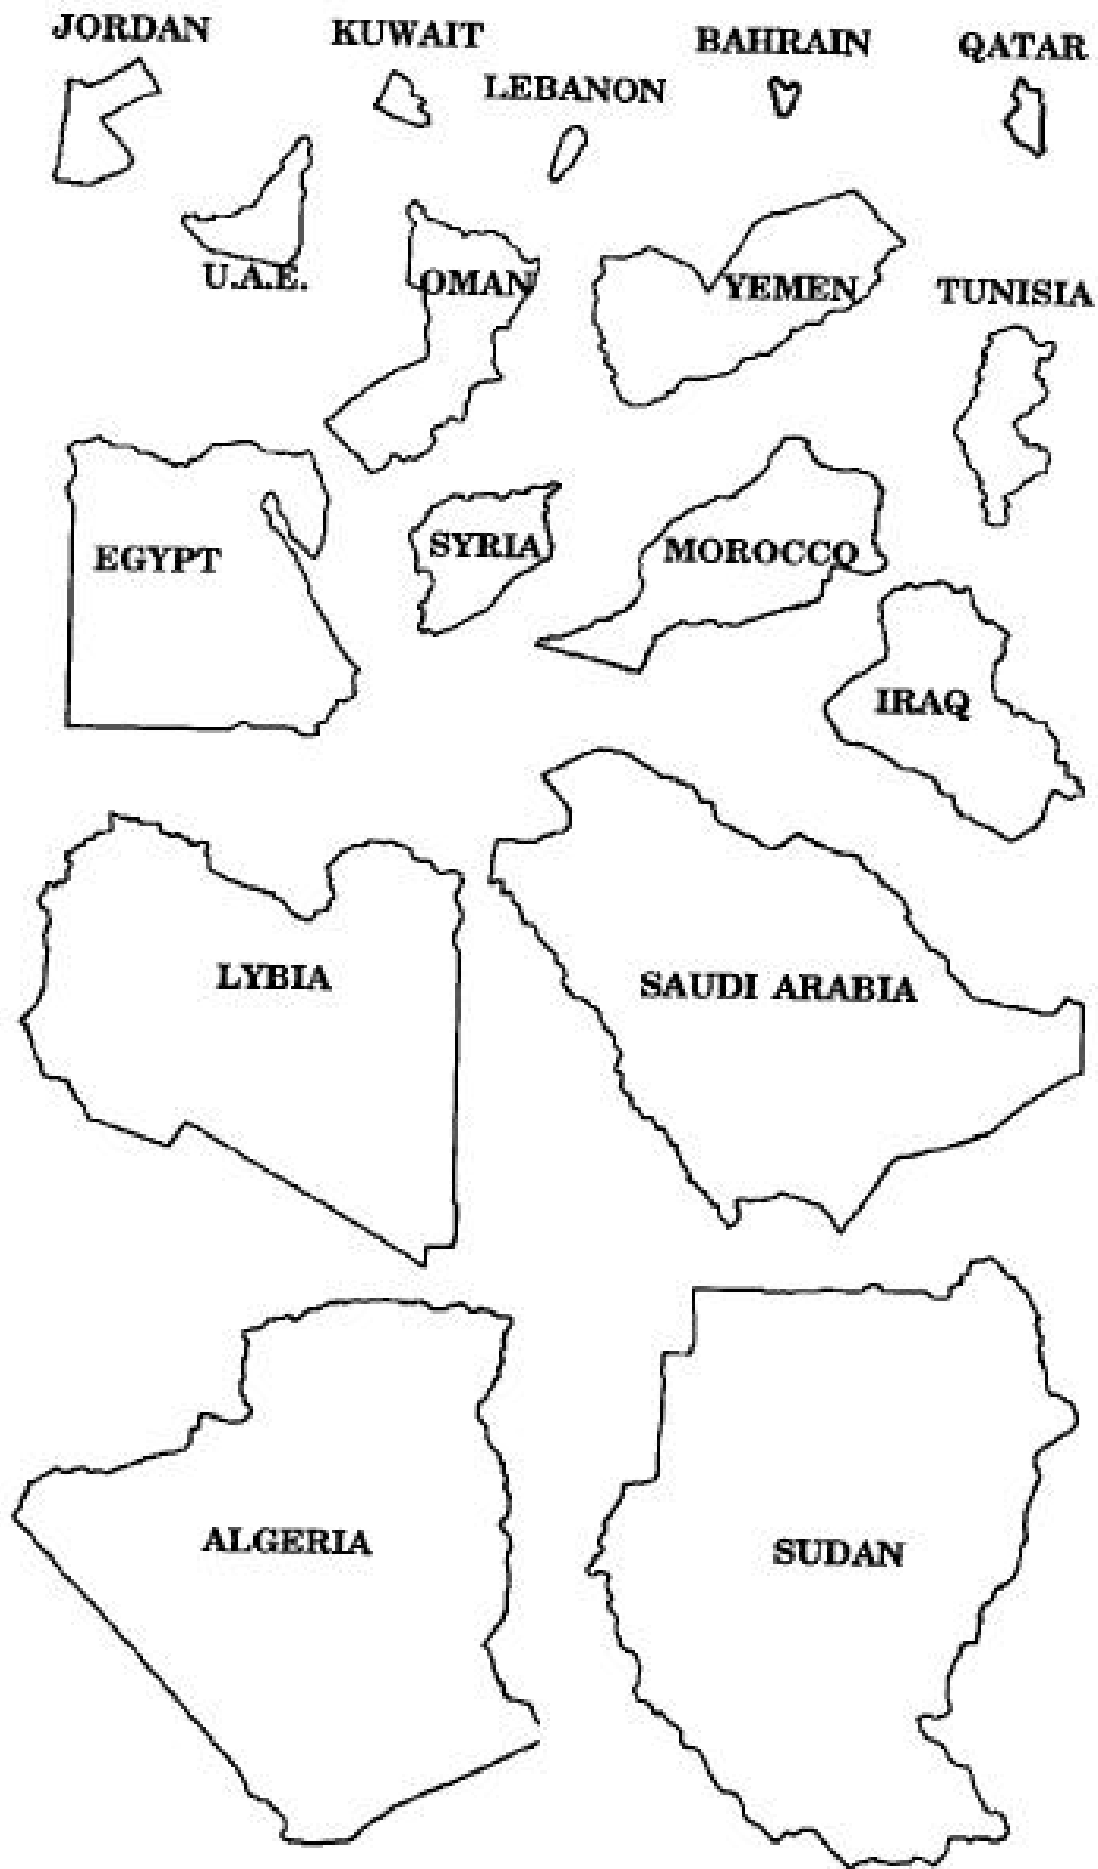 JORDAN
KUWAIT
BAHRAIN
QATAR
LEBANON
U.A.E.
OMAN
YEMEN
TUNISIA
EGYPT
SYRIA
MOROCCO
IRAQ
LYBIA
SAUDI ARABIA
ALGERIA
SUDAN